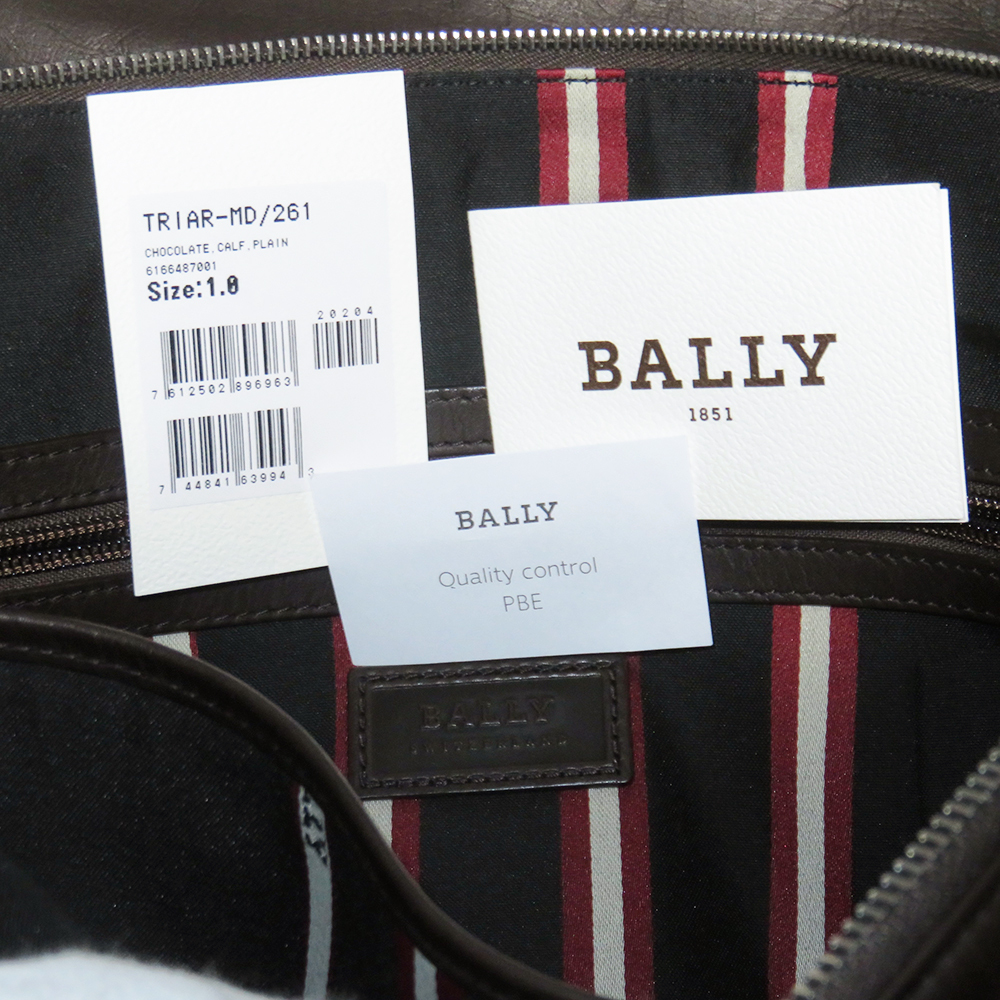 TRIAR-MD/261
CHOCOLATE,CALF,PLAIN
6166487001
Size:1.0
20204
7 612502 896963
7 44841 63994 3
BALLY
1851
BALLY
Quality control
PBE
BALLY
SWITZERLAND